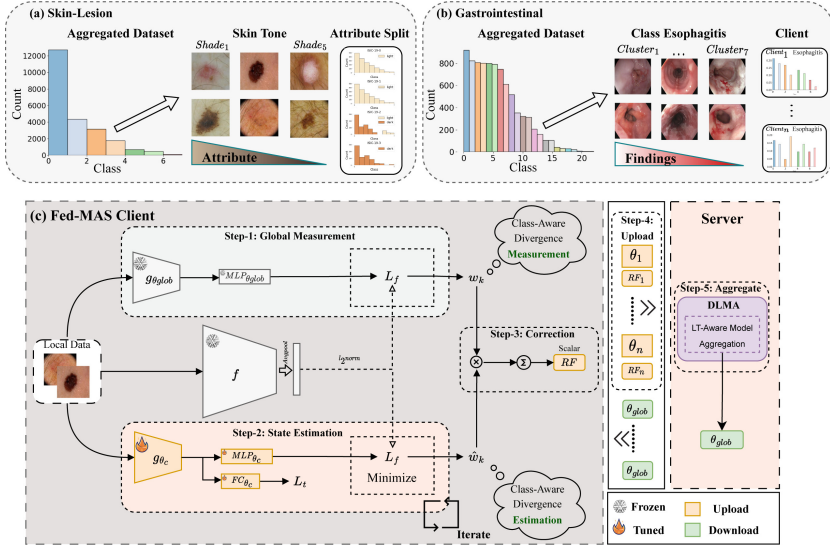 (a) Skin-Lesion
Aggregated Dataset
Skin Tone
Attribute Split
Shade1
Shade5
Count
12000
10000
8000
6000
4000
2000
0
0 2 4 6
Class
Attribute
(b) Gastrointestinal
Aggregated Dataset
Class Esophagitis
Client
Cluster1
...
Cluster7
Count
800
600
400
200
0
0 5 10 15 20
Class
Findings
Client1
Esophagitis
Clientn
Esophagitis
(c) Fed-MAS Client
Step-1: Global Measurement
gθglob
MLPθglob
Lf
wk
Class-Aware
Divergence
Measurement
Local Data
f
Avgpool
l2norm
Step-3: Correction
Scalar
× Σ RF
Step-2: State Estimation
gθc
MLPθc
FCθc
Lt
Lf
Minimize
ŵk
Class-Aware
Divergence
Estimation
Iterate
Step-4:
Upload
θ1
RF1
θn
RFn
θglob
θglob
Server
Step-5: Aggregate
DLMA
LT-Aware Model
Aggregation
θglob
Frozen
Upload
Tuned
Download